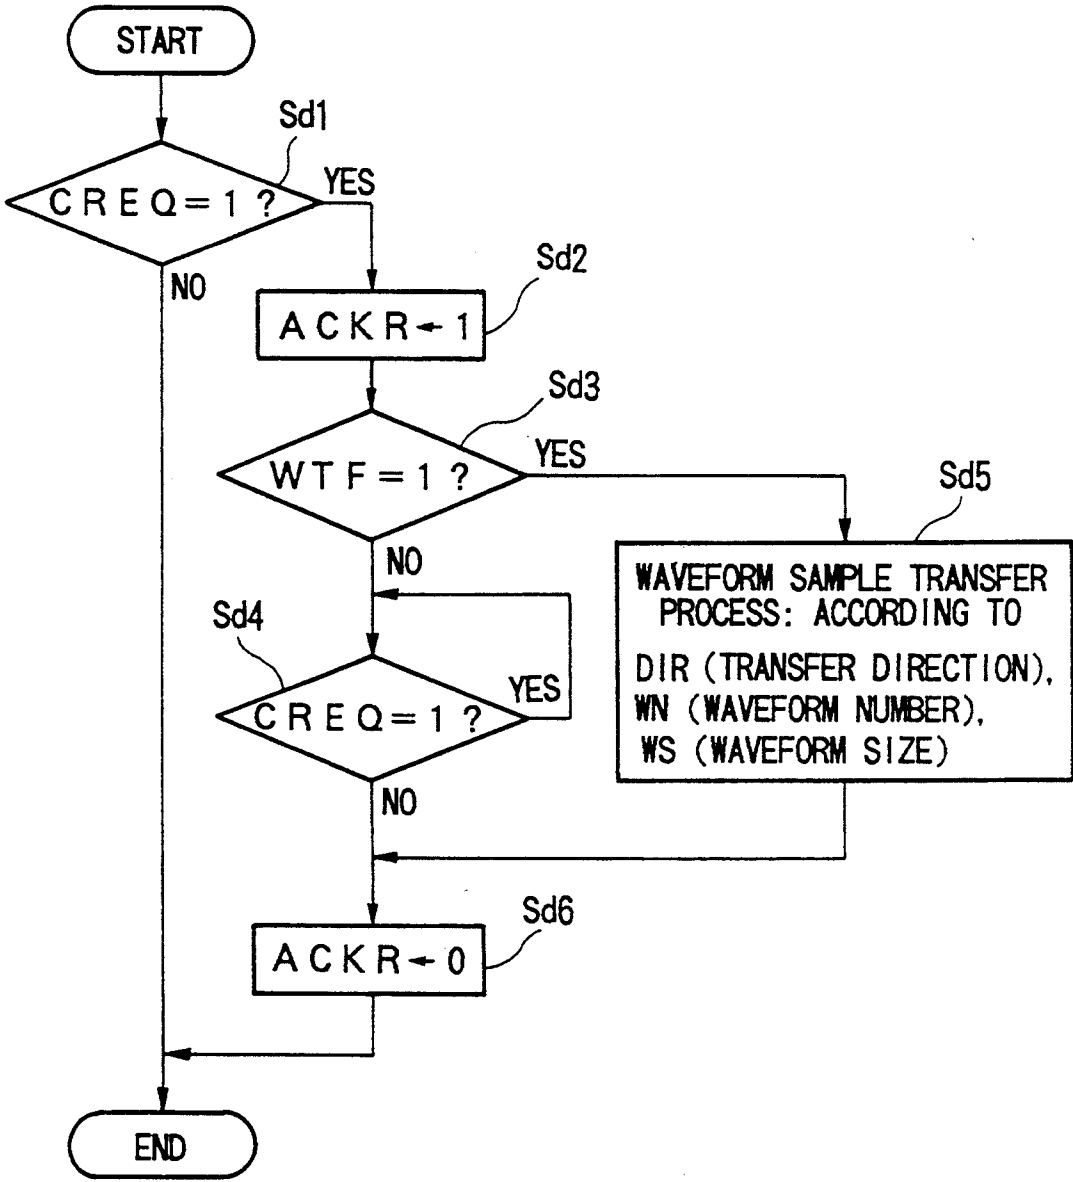 START
Sd1
CREQ=1?
YES
NO
Sd2
ACKR←1
Sd3
WTF=1?
YES
NO
Sd5
WAVEFORM SAMPLE TRANSFER
PROCESS: ACCORDING TO
DIR (TRANSFER DIRECTION),
WN (WAVEFORM NUMBER),
WS (WAVEFORM SIZE)
Sd4
CREQ=1?
YES
NO
Sd6
ACKR←0
END